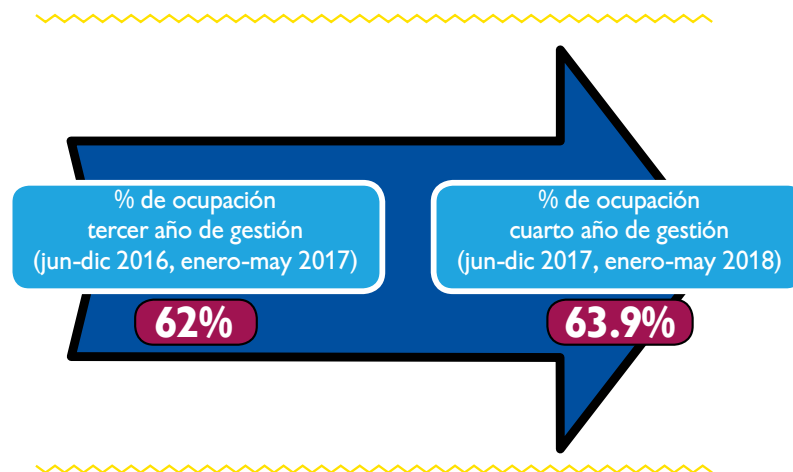 % de ocupación
tercer año de gestión
(jun-dic 2016, enero-may 2017)
62%
% de ocupación
cuarto año de gestión
(jun-dic 2017, enero-may 2018)
63.9%